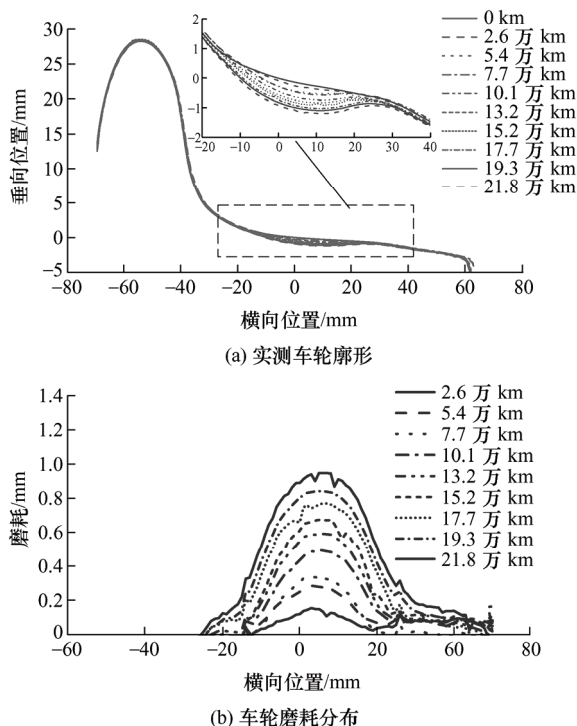 30
25
20
15
10
5
0
−5
垂向位置/mm
2
1
0
−1
−2
−20
−10
0
10
20
30
40
0 km
2.6 万 km
5.4 万 km
7.7 万 km
10.1 万 km
13.2 万 km
15.2 万 km
17.7 万 km
19.3 万 km
21.8 万 km
−80 −60 −40 −20 0 20 40 60 80
横向位置/mm
(a) 实测车轮廓形
1.4
1.2
1.0
0.8
0.6
0.4
0.2
0
磨耗/mm
2.6 万 km
5.4 万 km
7.7 万 km
10.1 万 km
13.2 万 km
15.2 万 km
17.7 万 km
19.3 万 km
21.8 万 km
−60 −40 −20 0 20 40 60
横向位置/mm
(b) 车轮磨耗分布